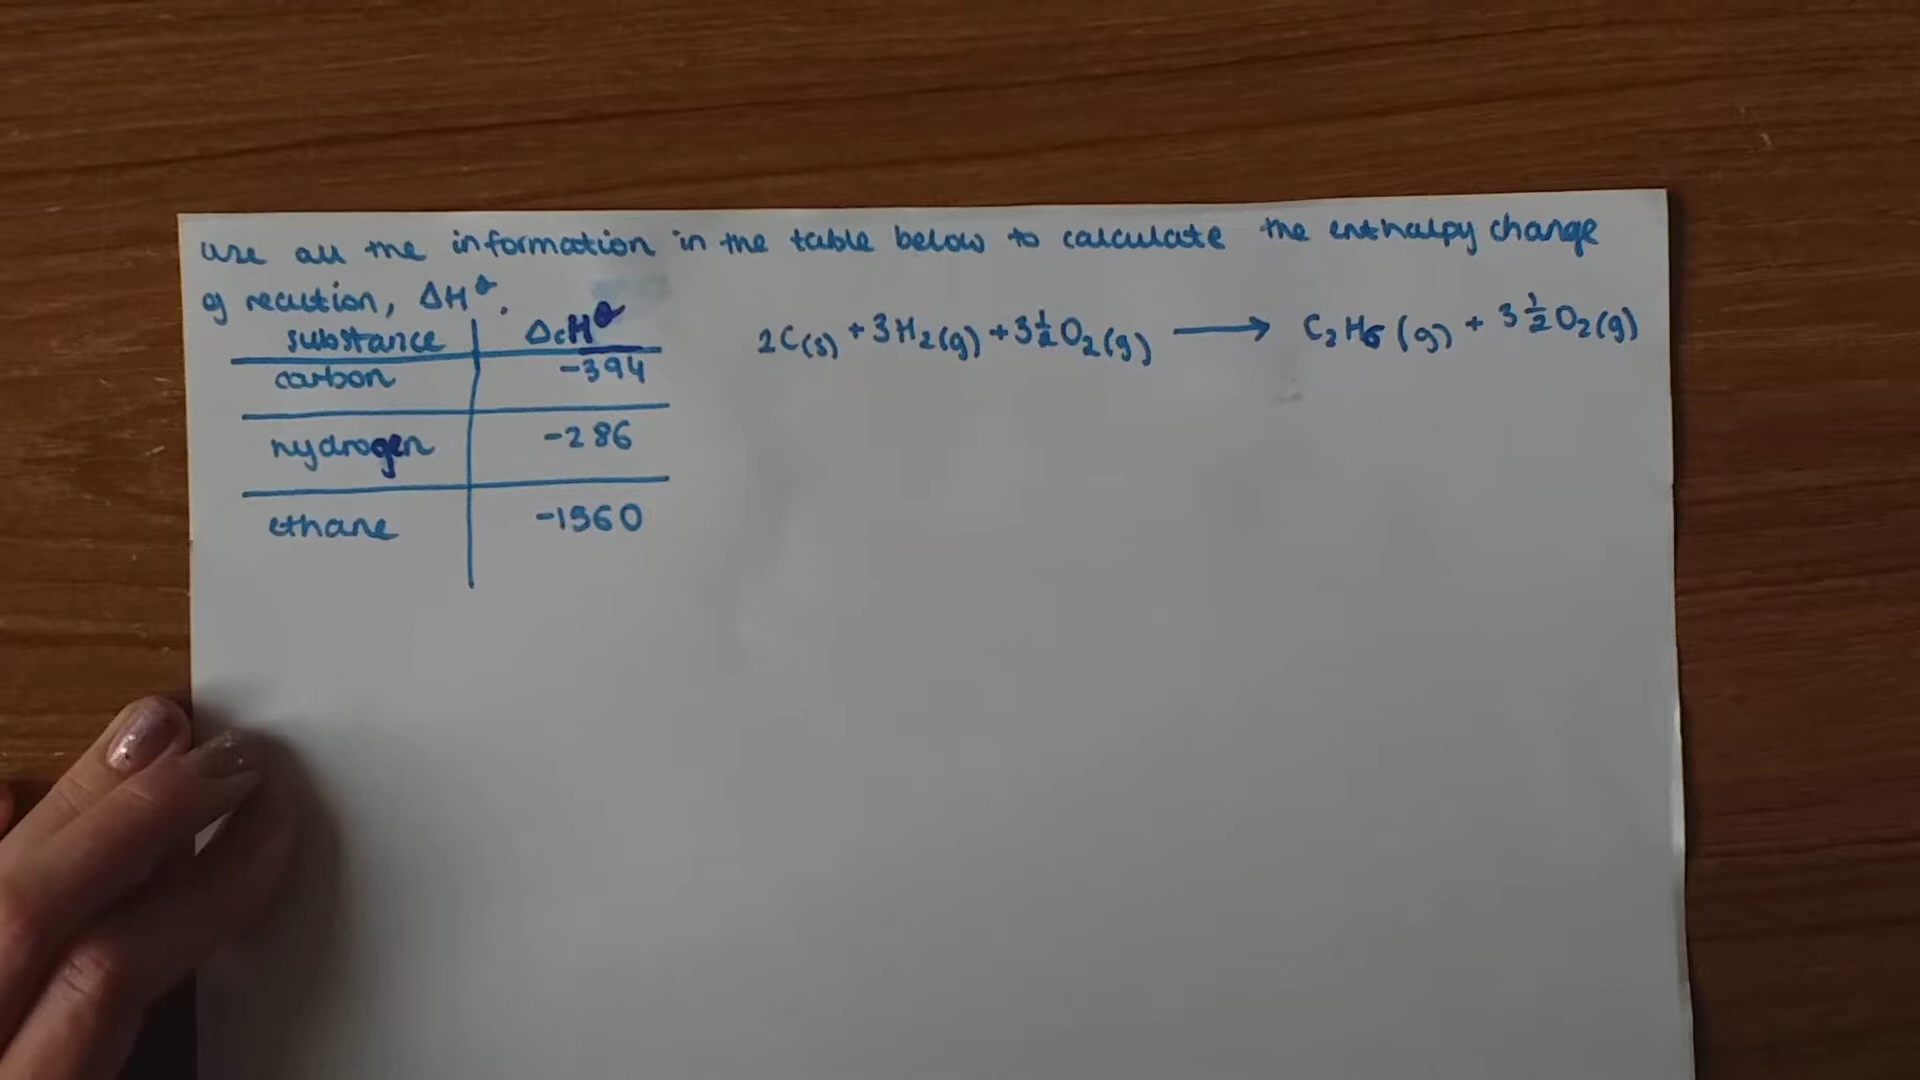 use all the information in the table below to calculate the enthalpy change
of reaction, ΔH⦵.
substance ΔcH⦵
carbon -394
hydrogen -286
ethane -1560
2C(s) + 3H₂(g) + 3½O₂(g) ⟶ C₂H₆(g) + 3½O₂(g)